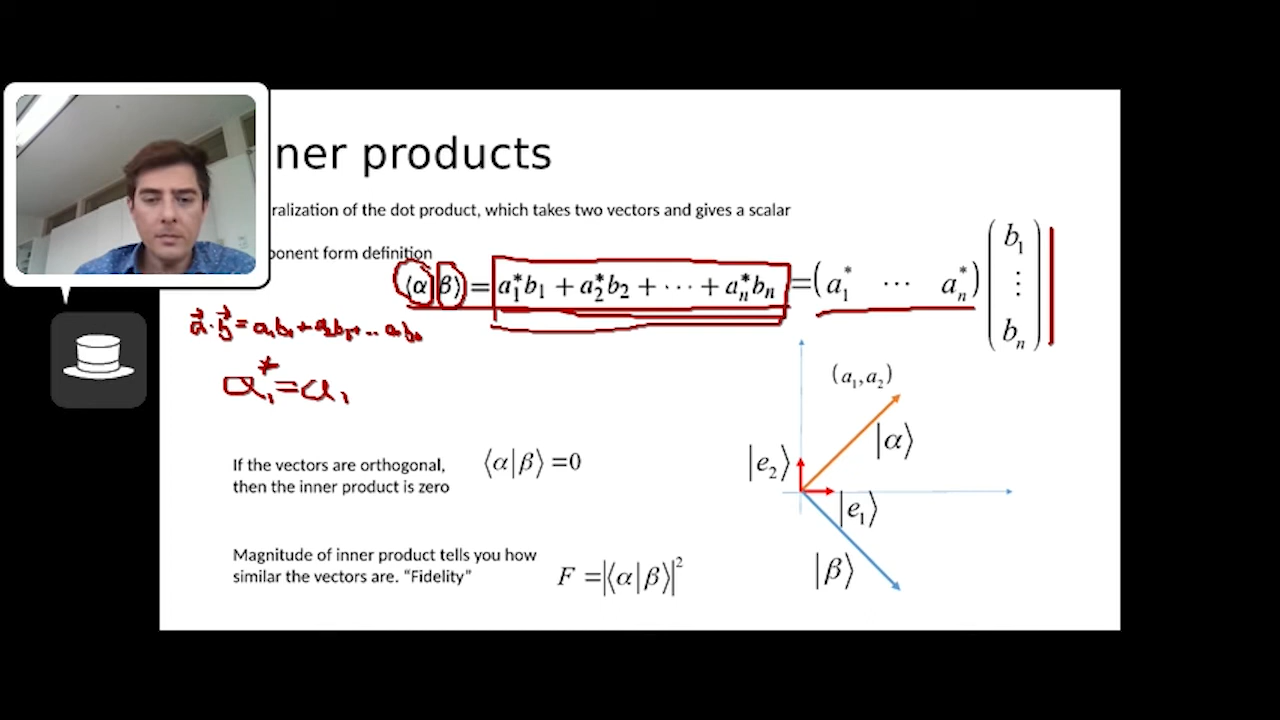 nner products
ralization of the dot product, which takes two vectors and gives a scalar
ponent form definition
⟨α|β⟩ = a₁*b₁ + a₂*b₂ + ⋯ + aₙ*bₙ = (a₁* ⋯ aₙ*) (b₁ ⋮ bₙ)
a⃗·b⃗ = a₁b₁ + a₂b₂ + ... aₙbₙ
a₁* = a₁
(a₁,a₂)
|α⟩
|e₂⟩
|e₁⟩
|β⟩
If the vectors are orthogonal, ⟨α|β⟩ =0
then the inner product is zero
Magnitude of inner product tells you how
similar the vectors are. “Fidelity” F =|⟨α|β⟩|²